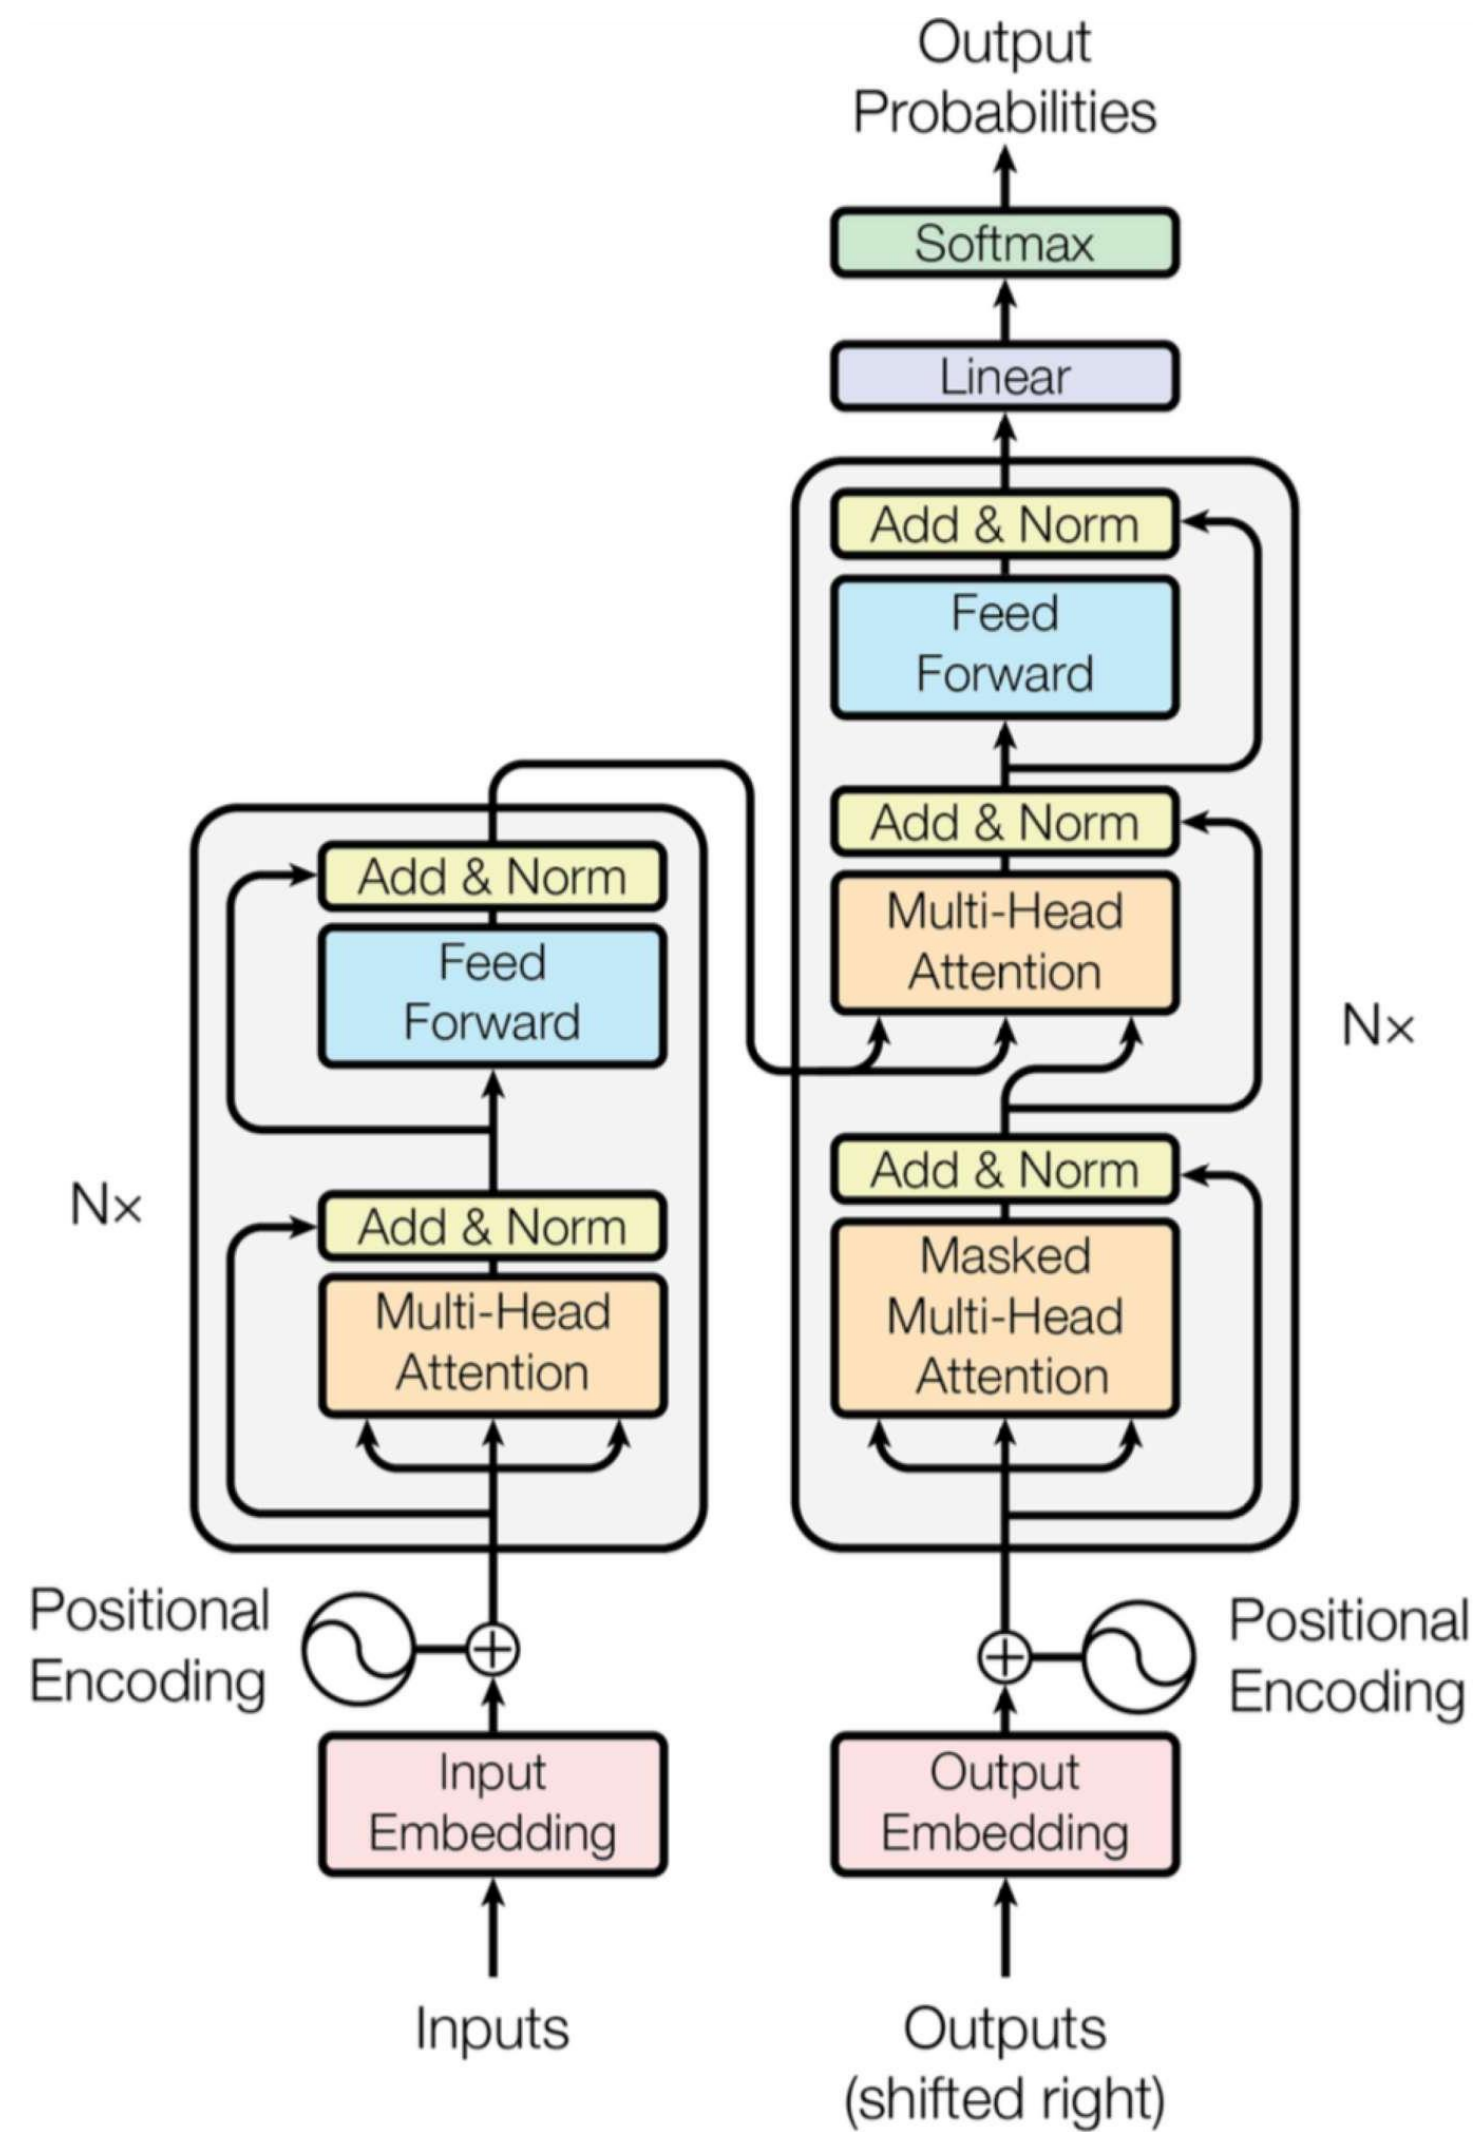 Output
Probabilities
Softmax
Linear
Add & Norm
Feed
Forward
Add & Norm
Multi-Head
Attention
Nx
Add & Norm
Masked
Multi-Head
Attention
Add & Norm
Feed
Forward
Nx
Add & Norm
Multi-Head
Attention
Positional
Encoding
Positional
Encoding
Input
Embedding
Output
Embedding
Inputs
Outputs
(shifted right)